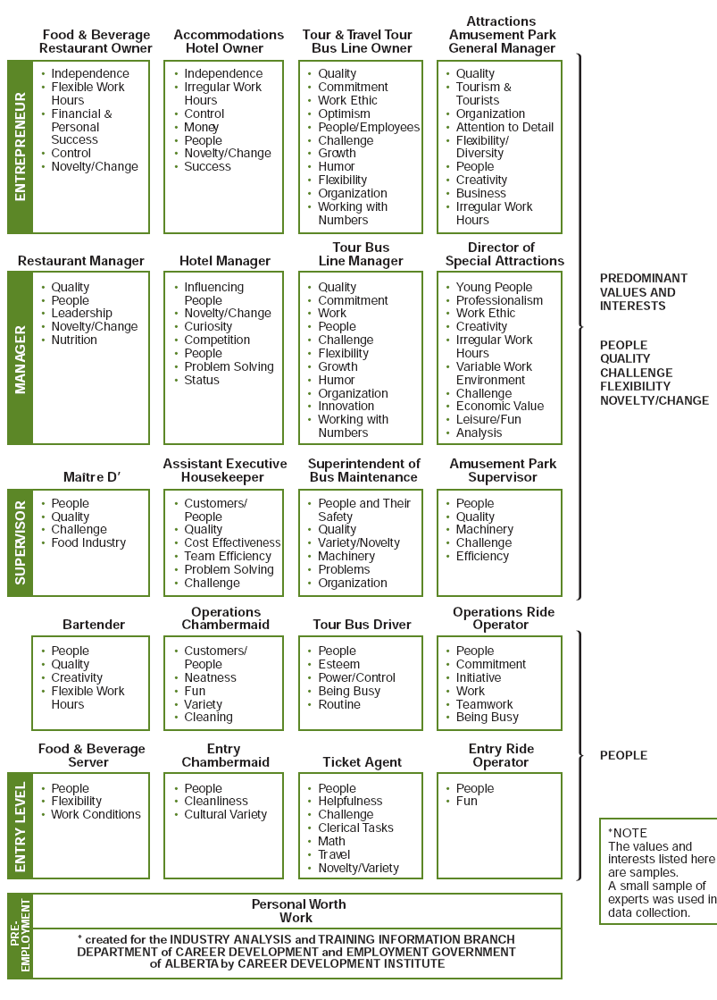 Food & Beverage
Restaurant Owner
Accommodations
Hotel Owner
Tour & Travel Tour
Bus Line Owner
Attractions
Amusement Park
General Manager
ENTREPRENEUR
• Independence
• Flexible Work
Hours
• Financial &
Personal
Success
• Control
• Novelty/Change
• Independence
• Irregular Work
Hours
• Control
• Money
• People
• Novelty/Change
• Success
• Quality
• Commitment
• Work Ethic
• Optimism
• People/Employees
• Challenge
• Growth
• Humor
• Flexibility
• Organization
• Working with
Numbers
• Quality
• Tourism &
Tourists
• Organization
• Attention to Detail
• Flexibility/
Diversity
• People
• Creativity
• Business
• Irregular Work
Hours
Restaurant Manager
Hotel Manager
Tour Bus
Line Manager
Director of
Special Attractions
MANAGER
• Quality
• People
• Leadership
• Novelty/Change
• Nutrition
• Influencing
People
• Novelty/Change
• Curiosity
• Competition
• People
• Problem Solving
• Status
• Quality
• Commitment
• Work
• People
• Challenge
• Flexibility
• Growth
• Humor
• Organization
• Innovation
• Working with
Numbers
• Young People
• Professionalism
• Work Ethic
• Creativity
• Irregular Work
Hours
• Variable Work
Environment
• Challenge
• Economic Value
• Leisure/Fun
• Analysis
PREDOMINANT
VALUES AND
INTERESTS
PEOPLE
QUALITY
CHALLENGE
FLEXIBILITY
NOVELTY/CHANGE
Maître D′
Assistant Executive
Housekeeper
Superintendent of
Bus Maintenance
Amusement Park
Supervisor
SUPERVISOR
• People
• Quality
• Challenge
• Food Industry
• Customers/
People
• Quality
• Cost Effectiveness
• Team Efficiency
• Problem Solving
• Challenge
• People and Their
Safety
• Quality
• Variety/Novelty
• Machinery
• Problems
• Organization
• People
• Quality
• Machinery
• Challenge
• Efficiency
Bartender
Operations
Chambermaid
Tour Bus Driver
Operations Ride
Operator
• People
• Quality
• Creativity
• Flexible Work
Hours
• Customers/
People
• Neatness
• Fun
• Variety
• Cleaning
• People
• Esteem
• Power/Control
• Being Busy
• Routine
• People
• Commitment
• Initiative
• Work
• Teamwork
• Being Busy
PEOPLE
Food & Beverage
Server
Entry
Chambermaid
Ticket Agent
Entry Ride
Operator
ENTRY LEVEL
• People
• Flexibility
• Work Conditions
• People
• Cleanliness
• Cultural Variety
• People
• Helpfulness
• Challenge
• Clerical Tasks
• Math
• Travel
• Novelty/Variety
• People
• Fun
*NOTE
The values and
interests listed here
are samples.
A small sample of
experts was used in
data collection.
PRE-
EMPLOYMENT
Personal Worth
Work
* created for the INDUSTRY ANALYSIS and TRAINING INFORMATION BRANCH
DEPARTMENT of CAREER DEVELOPMENT and EMPLOYMENT GOVERNMENT
of ALBERTA by CAREER DEVELOPMENT INSTITUTE